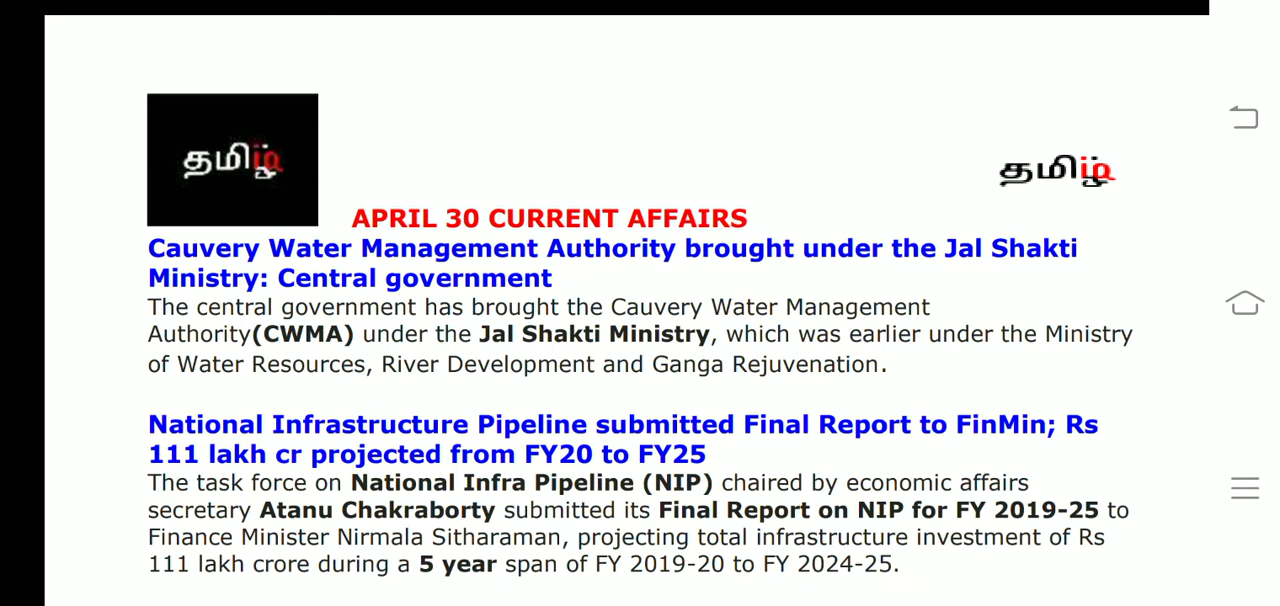 தமிழ்
தமிழ்
APRIL 30 CURRENT AFFAIRS
Cauvery Water Management Authority brought under the Jal Shakti
Ministry: Central government
The central government has brought the Cauvery Water Management
Authority(CWMA) under the Jal Shakti Ministry, which was earlier under the Ministry
of Water Resources, River Development and Ganga Rejuvenation.
National Infrastructure Pipeline submitted Final Report to FinMin; Rs
111 lakh cr projected from FY20 to FY25
The task force on National Infra Pipeline (NIP) chaired by economic affairs
secretary Atanu Chakraborty submitted its Final Report on NIP for FY 2019-25 to
Finance Minister Nirmala Sitharaman, projecting total infrastructure investment of Rs
111 lakh crore during a 5 year span of FY 2019-20 to FY 2024-25.